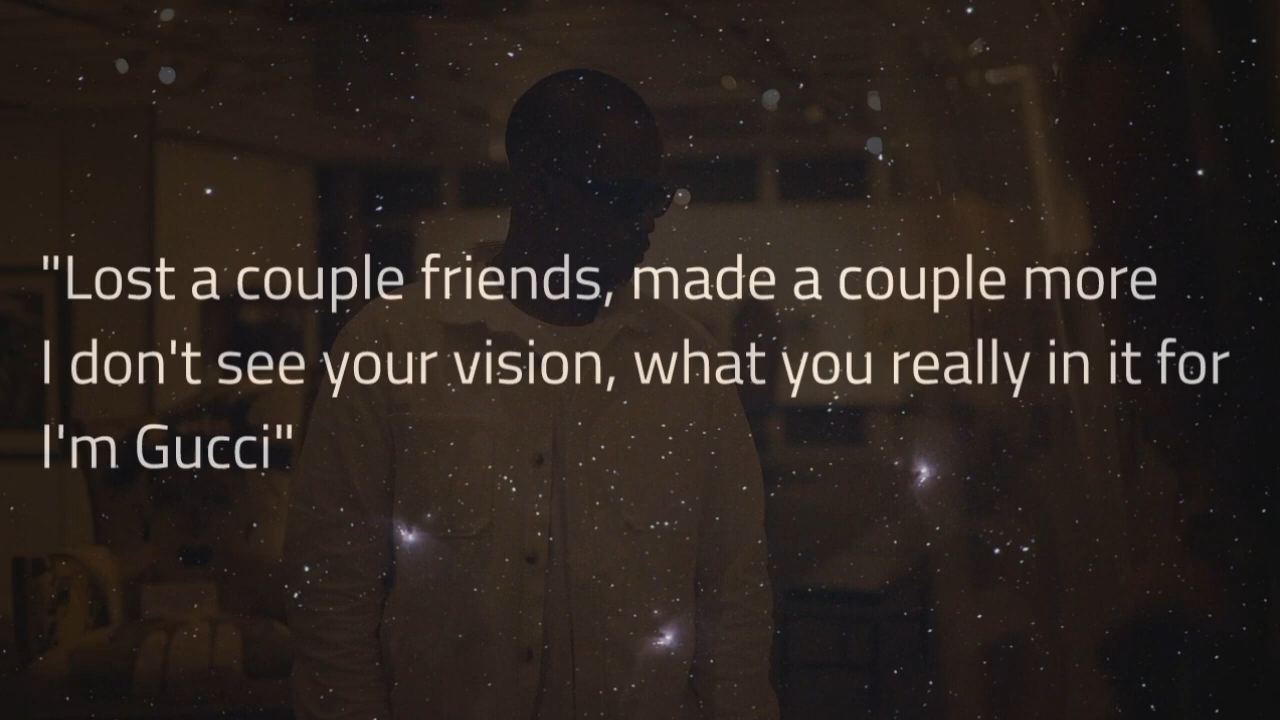 "Lost a couple friends, made a couple more
I don't see your vision, what you really in it for
I'm Gucci"